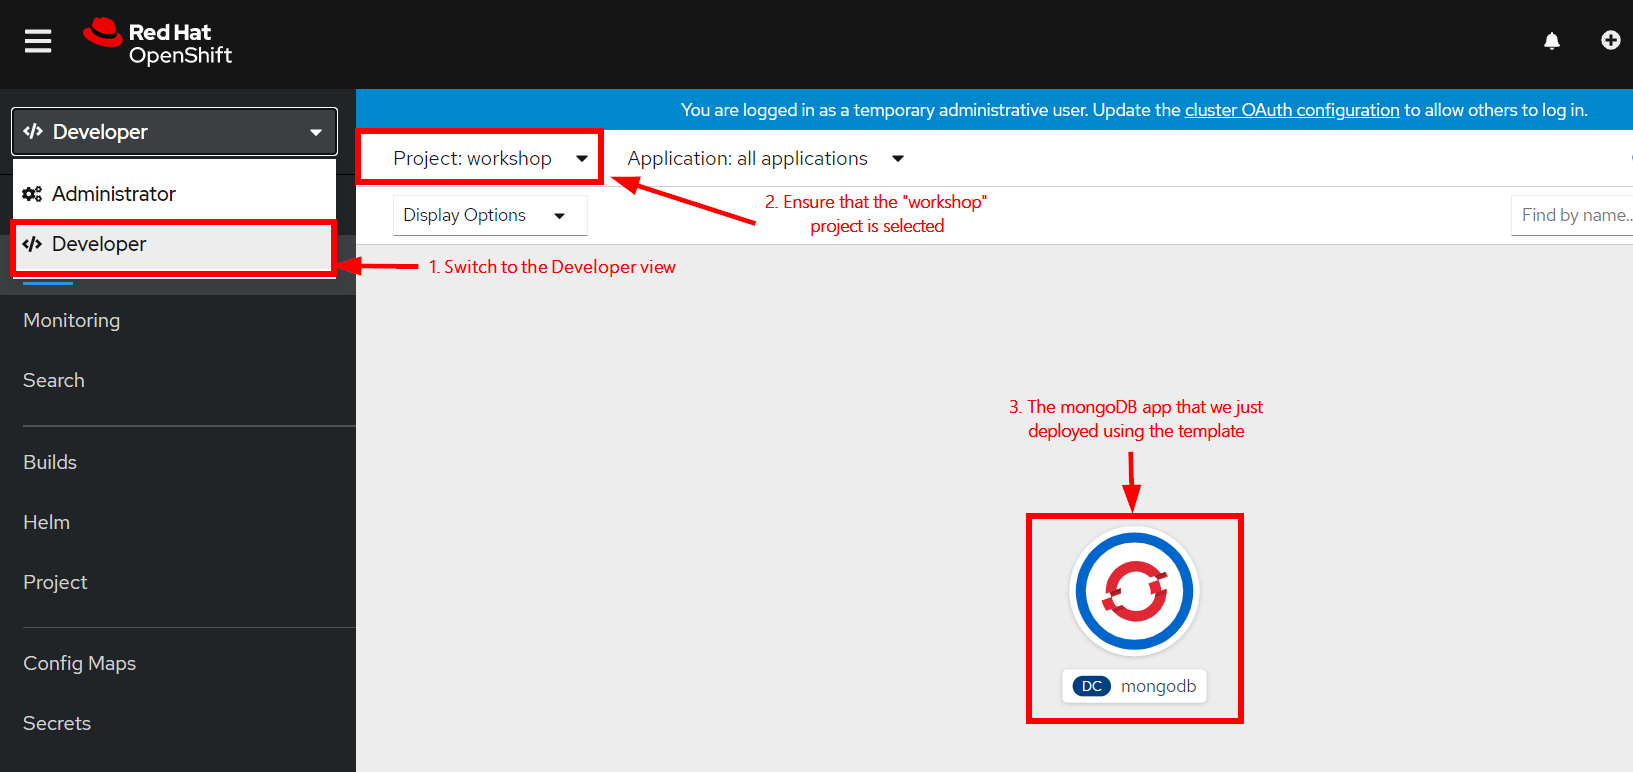 Red Hat
OpenShift
Developer
You are logged in as a temporary administrative user. Update the cluster OAuth configuration to allow others to log in.
Project: workshop
Application: all applications
Administrator
Developer
Display Options
Find by name...
2. Ensure that the "workshop"
project is selected
1. Switch to the Developer view
Monitoring
Search
Builds
Helm
Project
Config Maps
Secrets
3. The mongoDB app that we just
deployed using the template
DC mongodb